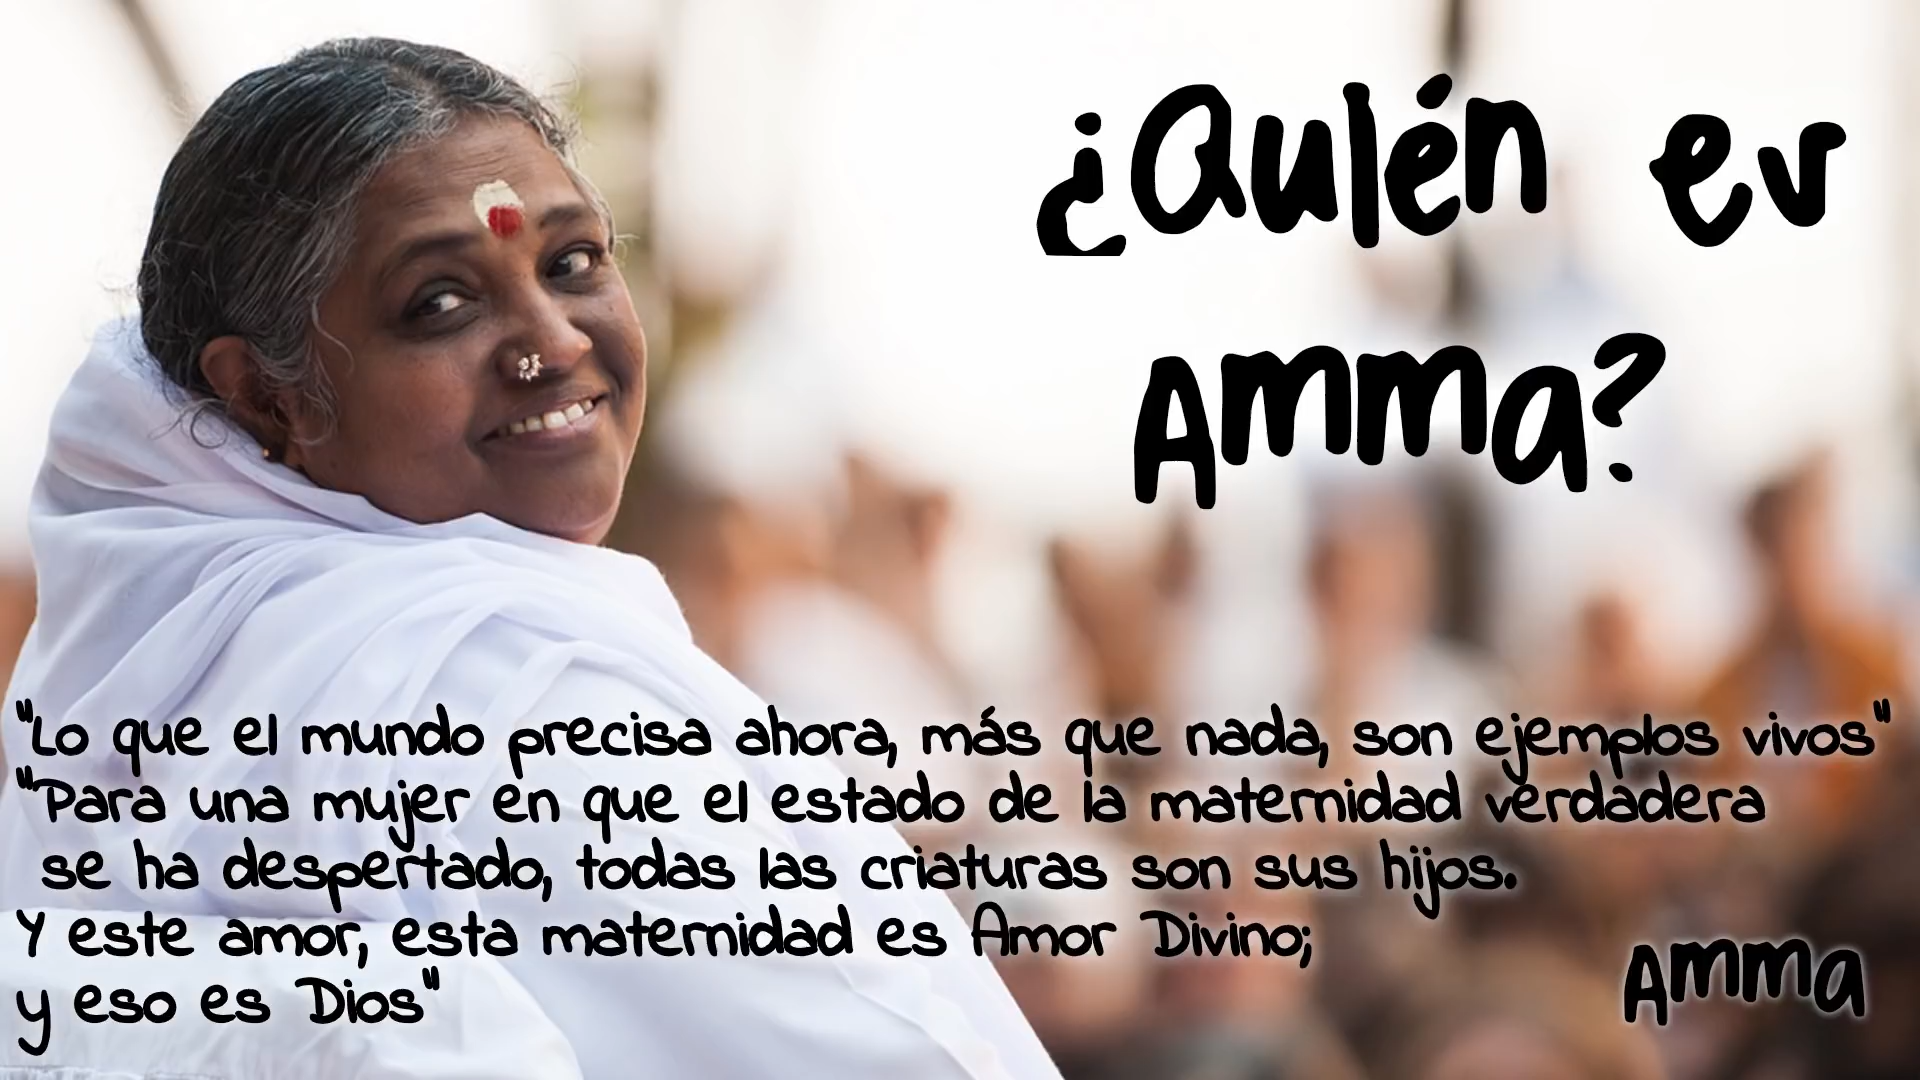 ¿Quién es
Amma?
"Lo que el mundo precisa ahora, más que nada, son ejemplos vivos"
"Para una mujer en que el estado de la maternidad verdadera
se ha despertado, todas las criaturas son sus hijos.
Y este amor, esta maternidad es Amor Divino;
y eso es Dios"
Amma